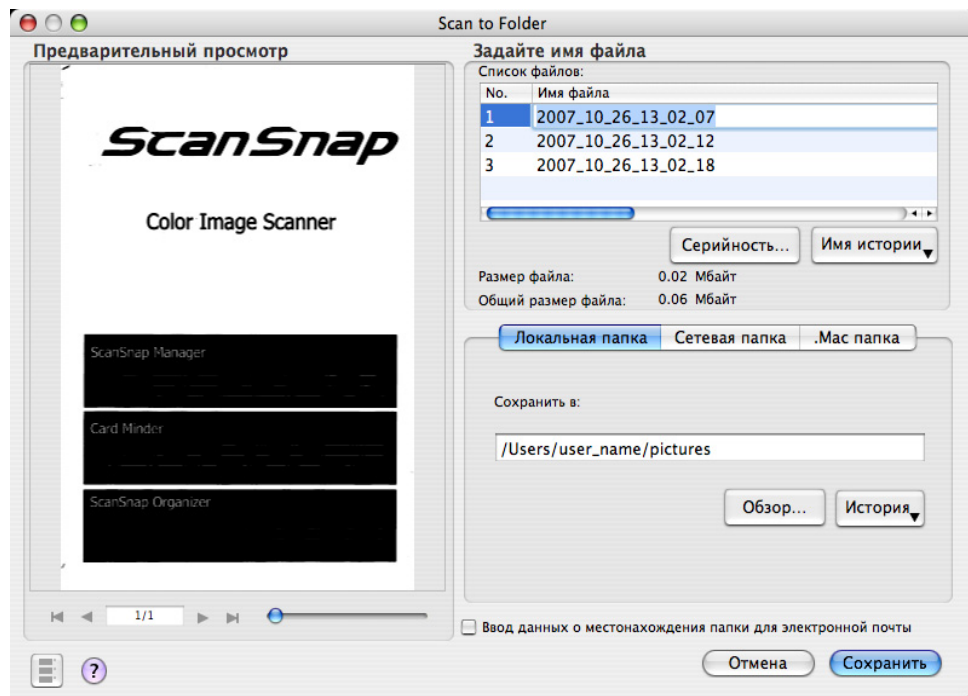 Scan to Folder
Предварительный просмотр
ScanSnap
Color Image Scanner
ScanSnap Manager
Card Minder
ScanSnap Organizer
1/1
?
Задайте имя файла
Список файлов:
No. Имя файла
1 2007_10_26_13_02_07
2 2007_10_26_13_02_12
3 2007_10_26_13_02_18
Серийность... Имя истории
Размер файла: 0.02 Мбайт
Общий размер файла: 0.06 Мбайт
Локальная папка Сетевая папка .Mac папка
Сохранить в:
/Users/user_name/pictures
Обзор... История
Ввод данных о местонахождения папки для электронной почты
Отмена Сохранить